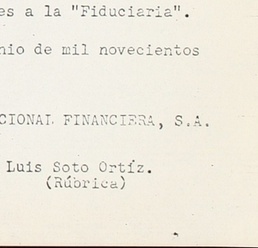 es a la "Fiduciaria".
nio de mil novecientos
CIONAL FINANCIERA, S.A.
Luis Soto Ortíz.
(Rúbrica)